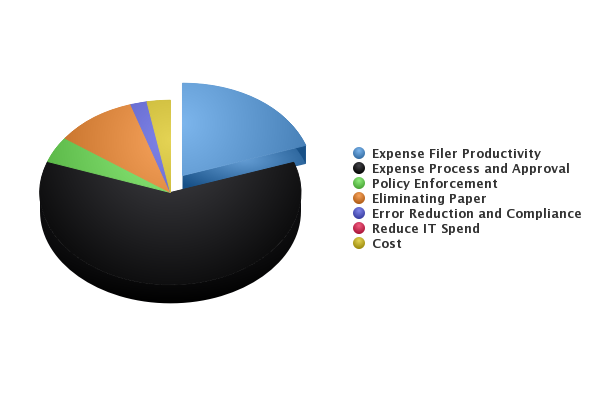 Expense Filer Productivity
Expense Process and Approval
Policy Enforcement
Eliminating Paper
Error Reduction and Compliance
Reduce IT Spend
Cost